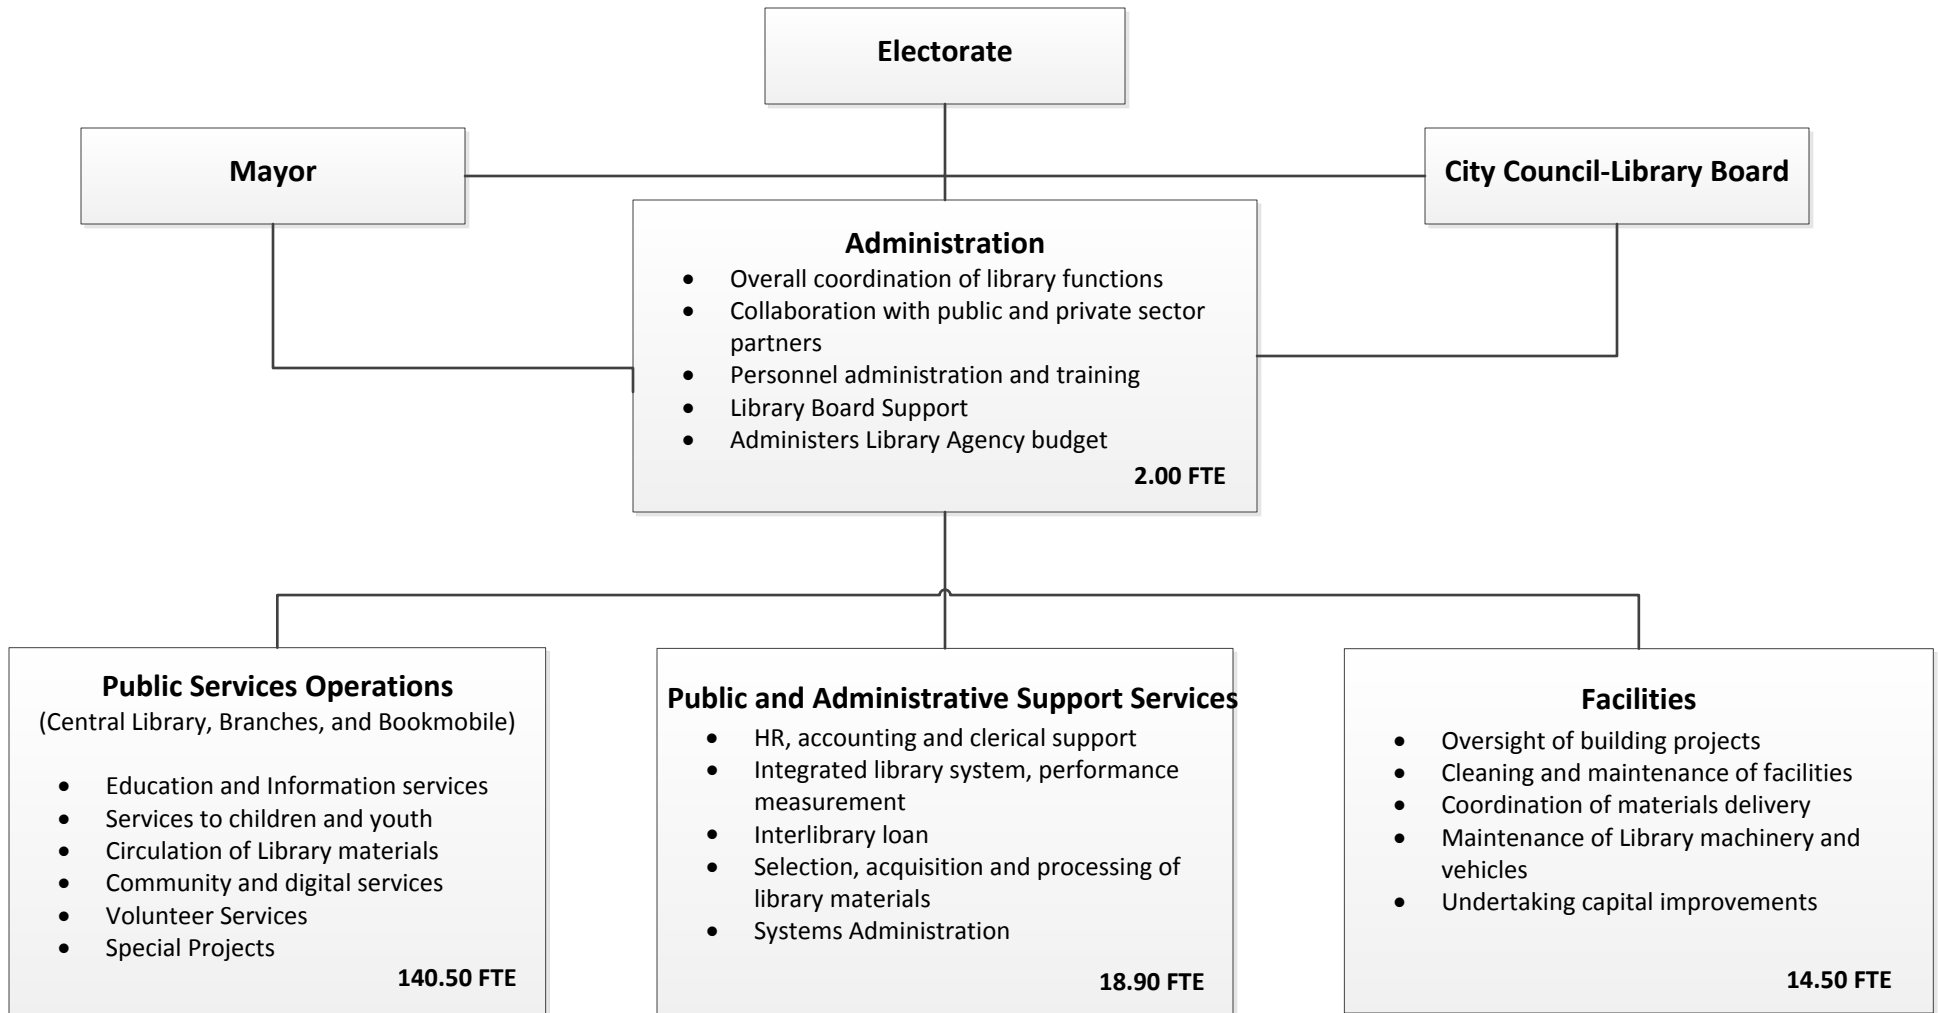 Electorate
Mayor
City Council-Library Board
Administration
• Overall coordination of library functions
• Collaboration with public and private sector
partners
• Personnel administration and training
• Library Board Support
• Administers Library Agency budget
2.00 FTE
Public Services Operations
(Central Library, Branches, and Bookmobile)
• Education and Information services
• Services to children and youth
• Circulation of Library materials
• Community and digital services
• Volunteer Services
• Special Projects
140.50 FTE
Public and Administrative Support Services
• HR, accounting and clerical support
• Integrated library system, performance
measurement
• Interlibrary loan
• Selection, acquisition and processing of
library materials
• Systems Administration
18.90 FTE
Facilities
• Oversight of building projects
• Cleaning and maintenance of facilities
• Coordination of materials delivery
• Maintenance of Library machinery and
vehicles
• Undertaking capital improvements
14.50 FTE